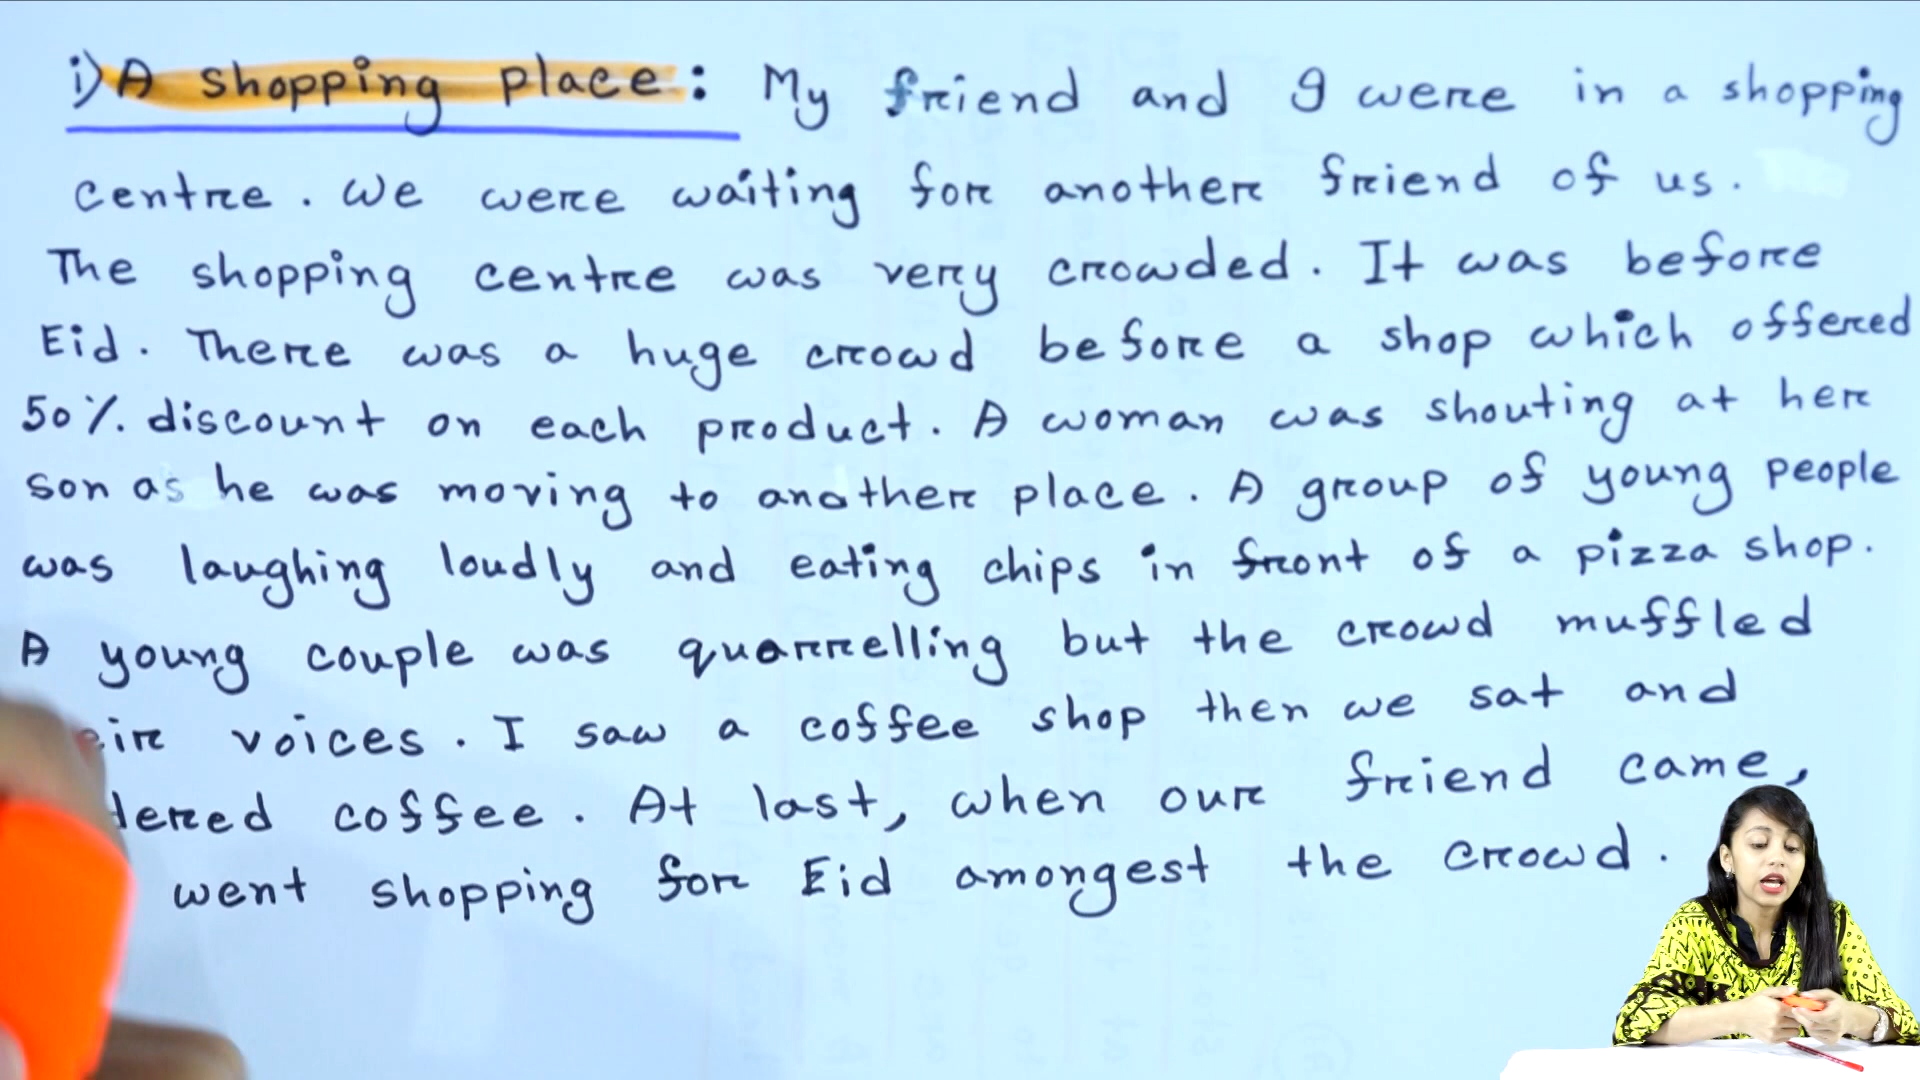 i) A shopping place: My friend and I were in a shopping
centre. We were waiting for another friend of us.
The shopping centre was very crowded. It was before
Eid. There was a huge crowd before a shop which offered
50% discount on each product. A woman was shouting at her
son as he was moving to another place. A group of young people
was laughing loudly and eating chips in front of a pizza shop.
A young couple was quarrelling but the crowd muffled
eir voices. I saw a coffee shop then we sat and
dered coffee. At last, when our friend came,
went shopping for Eid amongest the crowd.